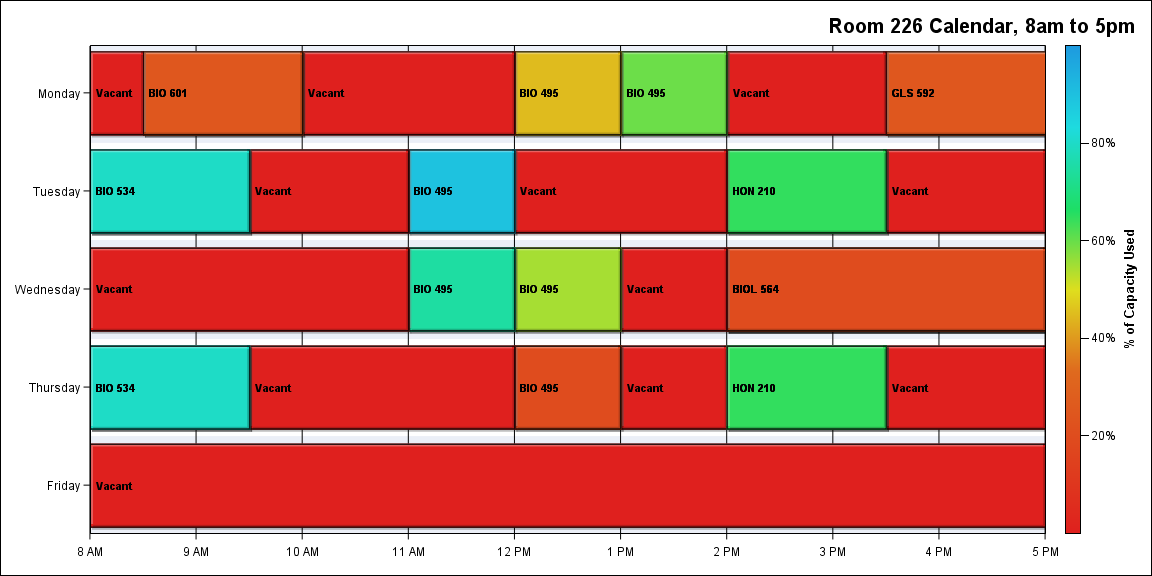 Room 226 Calendar, 8am to 5pm
Monday
Vacant
BIO 601
Vacant
BIO 495
BIO 495
Vacant
GLS 592
Tuesday
BIO 534
Vacant
BIO 495
Vacant
HON 210
Vacant
Wednesday
Vacant
BIO 495
BIO 495
Vacant
BIOL 564
Thursday
BIO 534
Vacant
BIO 495
Vacant
HON 210
Vacant
Friday
Vacant
8 AM
9 AM
10 AM
11 AM
12 PM
1 PM
2 PM
3 PM
4 PM
5 PM
80%
60%
40%
20%
% of Capacity Used